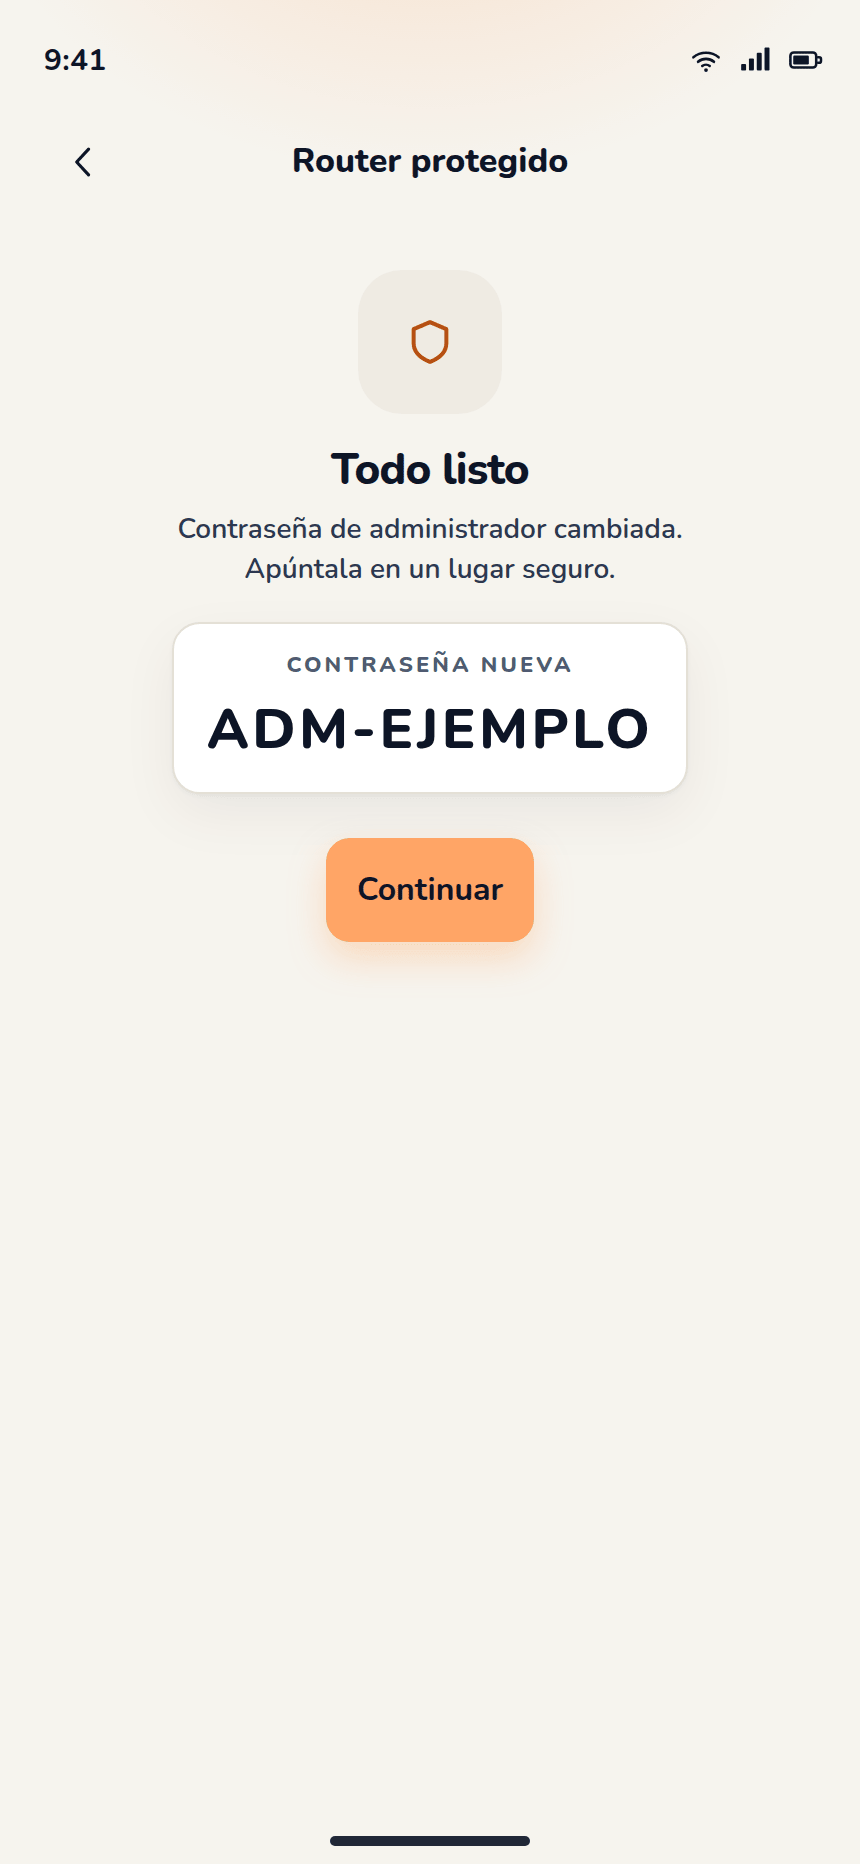 9:41
Router protegido
Todo listo
Contraseña de administrador cambiada.
Apúntala en un lugar seguro.
CONTRASEÑA NUEVA
ADM-EJEMPLO
Continuar